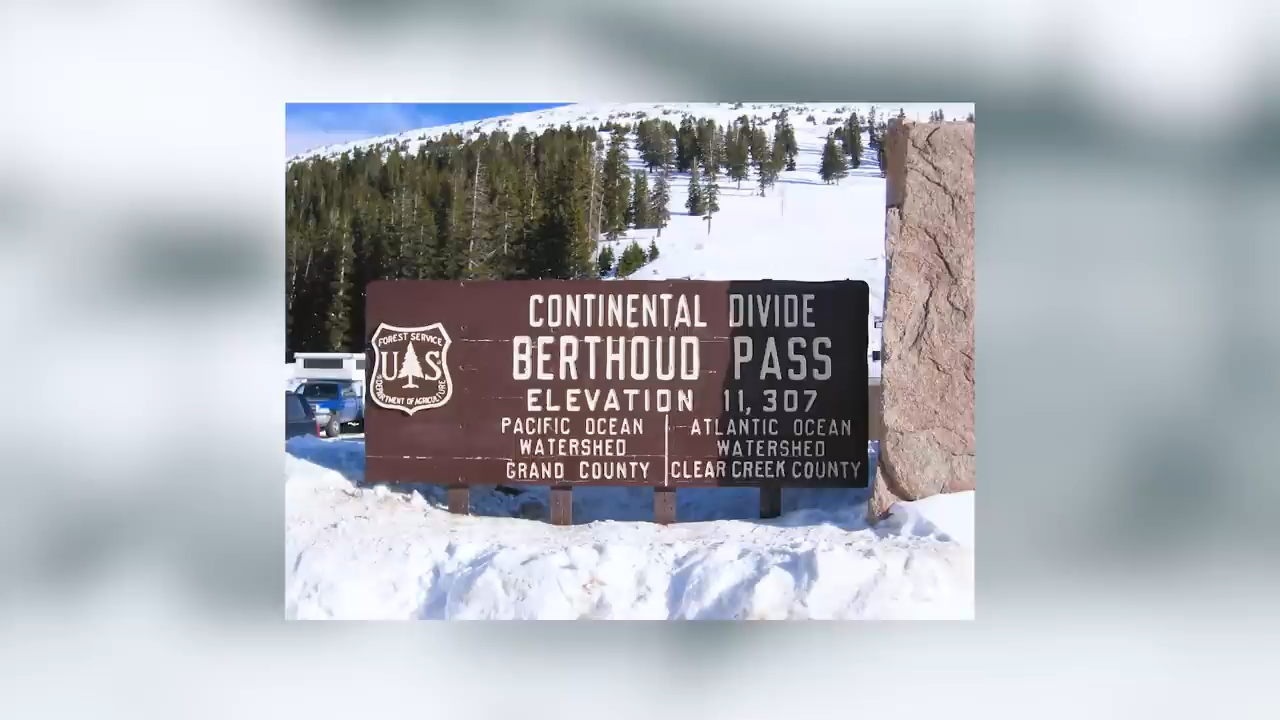 CONTINENTAL DIVIDE
BERTHOUD PASS
ELEVATION 11,307
PACIFIC OCEAN
WATERSHED
GRAND COUNTY
ATLANTIC OCEAN
WATERSHED
CLEAR CREEK COUNTY
FOREST SERVICE
U S
DEPARTMENT OF AGRICULTURE